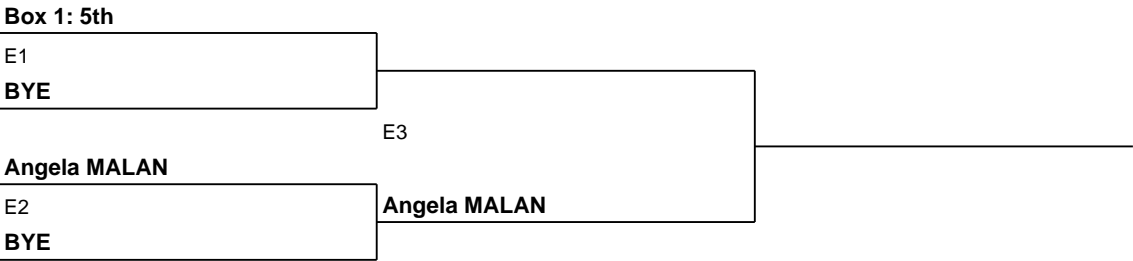 Box 1: 5th
E1
BYE
E3
Angela MALAN
E2
Angela MALAN
BYE